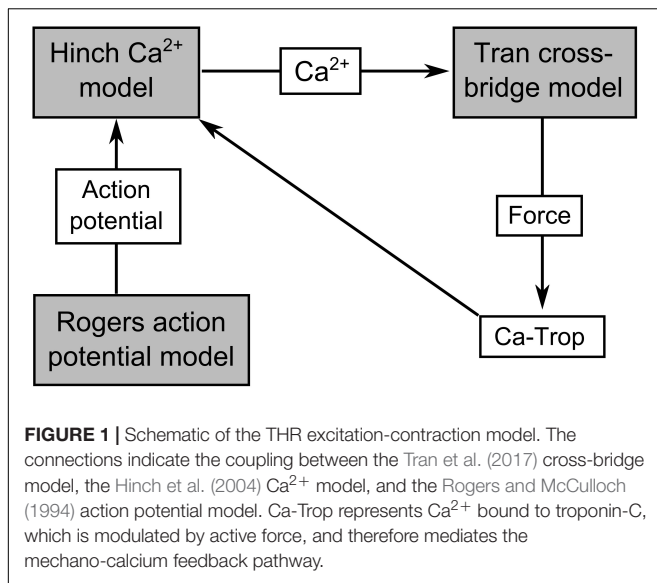 Hinch Ca²⁺
model
Ca²⁺
Tran cross-
bridge model
Action
potential
Force
Rogers action
potential model
Ca-Trop
FIGURE 1 | Schematic of the THR excitation-contraction model. The
connections indicate the coupling between the Tran et al. (2017) cross-bridge
model, the Hinch et al. (2004) Ca²⁺ model, and the Rogers and McCulloch
(1994) action potential model. Ca-Trop represents Ca²⁺ bound to troponin-C,
which is modulated by active force, and therefore mediates the
mechano-calcium feedback pathway.